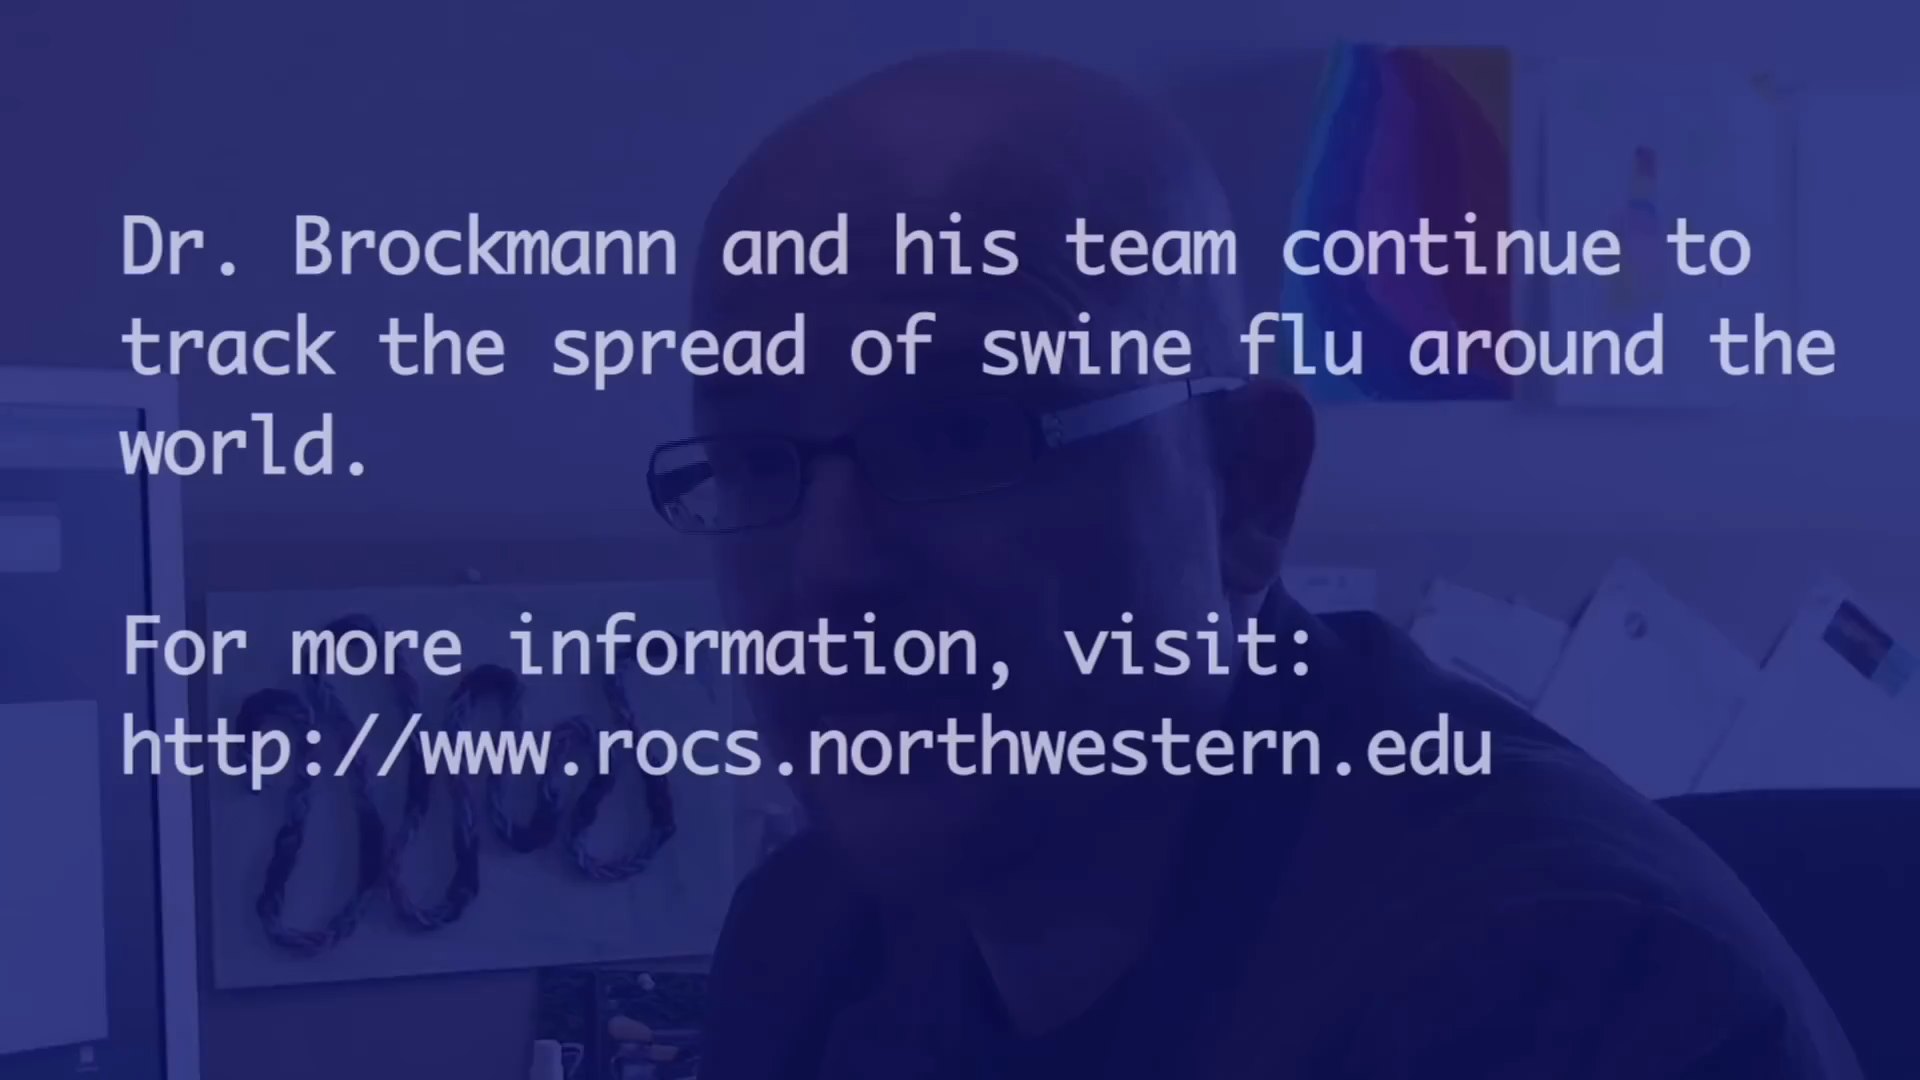 Dr. Brockmann and his team continue to
track the spread of swine flu around the
world.
For more information, visit:
http://www.rocs.northwestern.edu